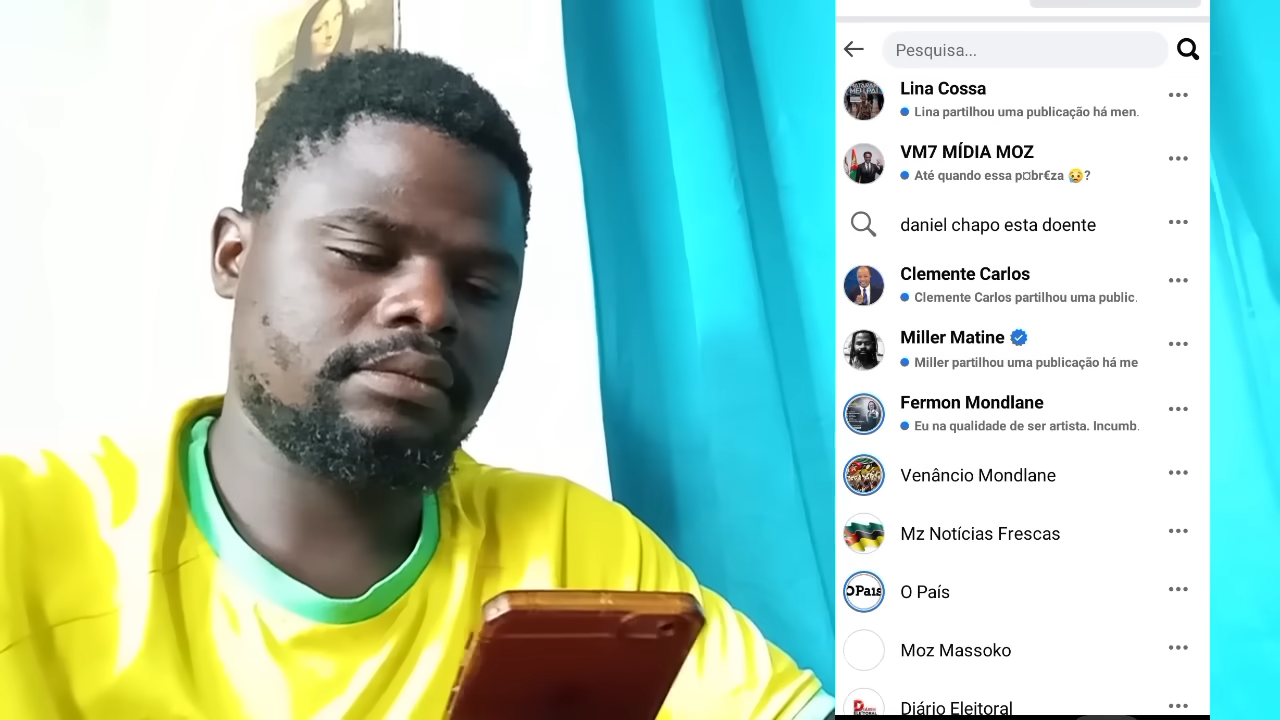 Pesquisa...
Lina Cossa
Lina partilhou uma publicação há men.
VM7 MÍDIA MOZ
Até quando essa p¤br€za 😢?
daniel chapo esta doente
Clemente Carlos
Clemente Carlos partilhou uma public.
Miller Matine
Miller partilhou uma publicação há me
Fermon Mondlane
Eu na qualidade de ser artista. Incumb.
Venâncio Mondlane
Mz Notícias Frescas
O País
O País
Moz Massoko
Diário Eleitoral